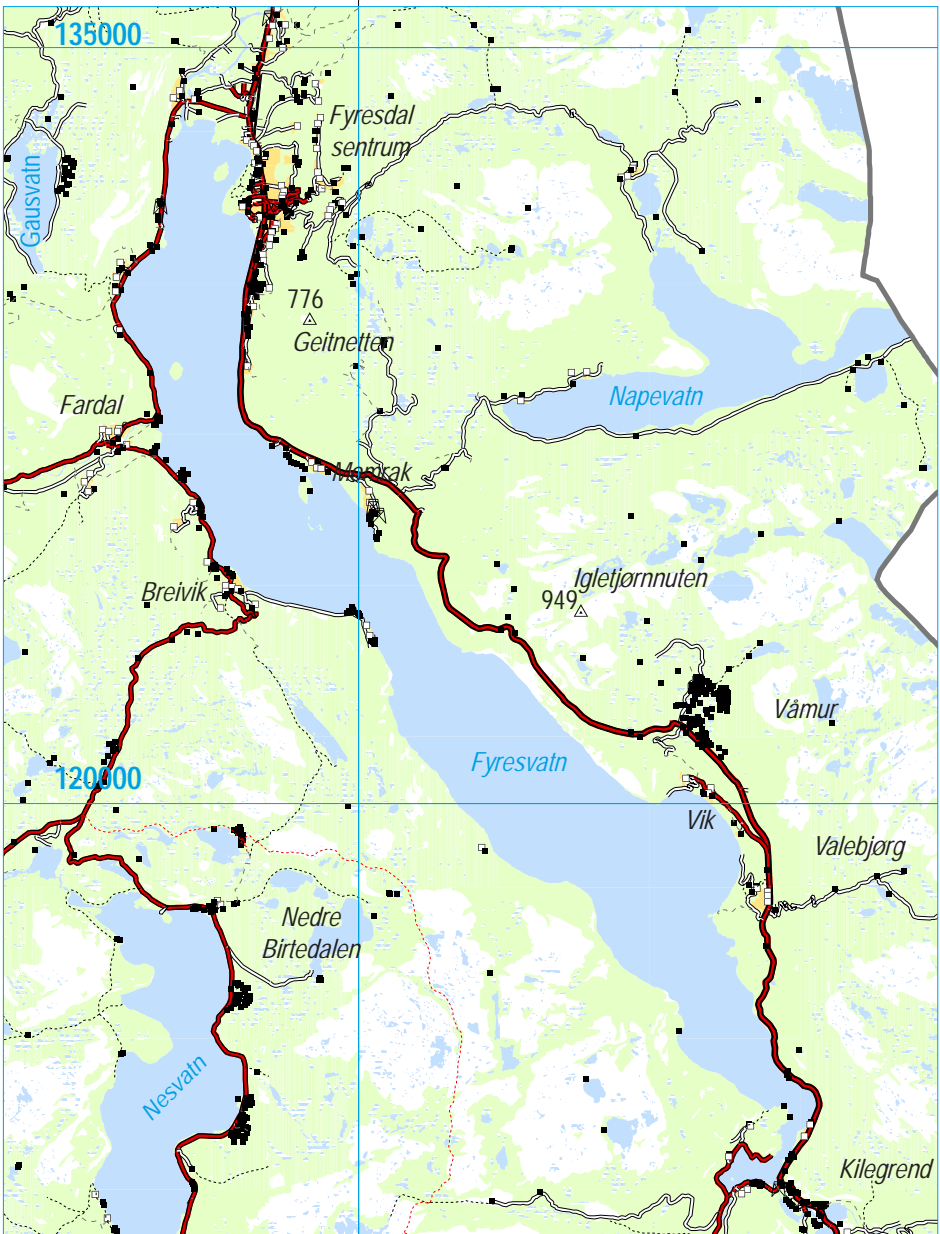 135000
Fyresdal
sentrum
Gausvatn
776
Geitnetten
Napevatn
Fardal
Momrak
Igletjørnnuten
949
Breivik
Våmur
Fyresvatn
120000
Vik
Valebjørg
Nedre
Birtedalen
Nesvatn
Kilegrend